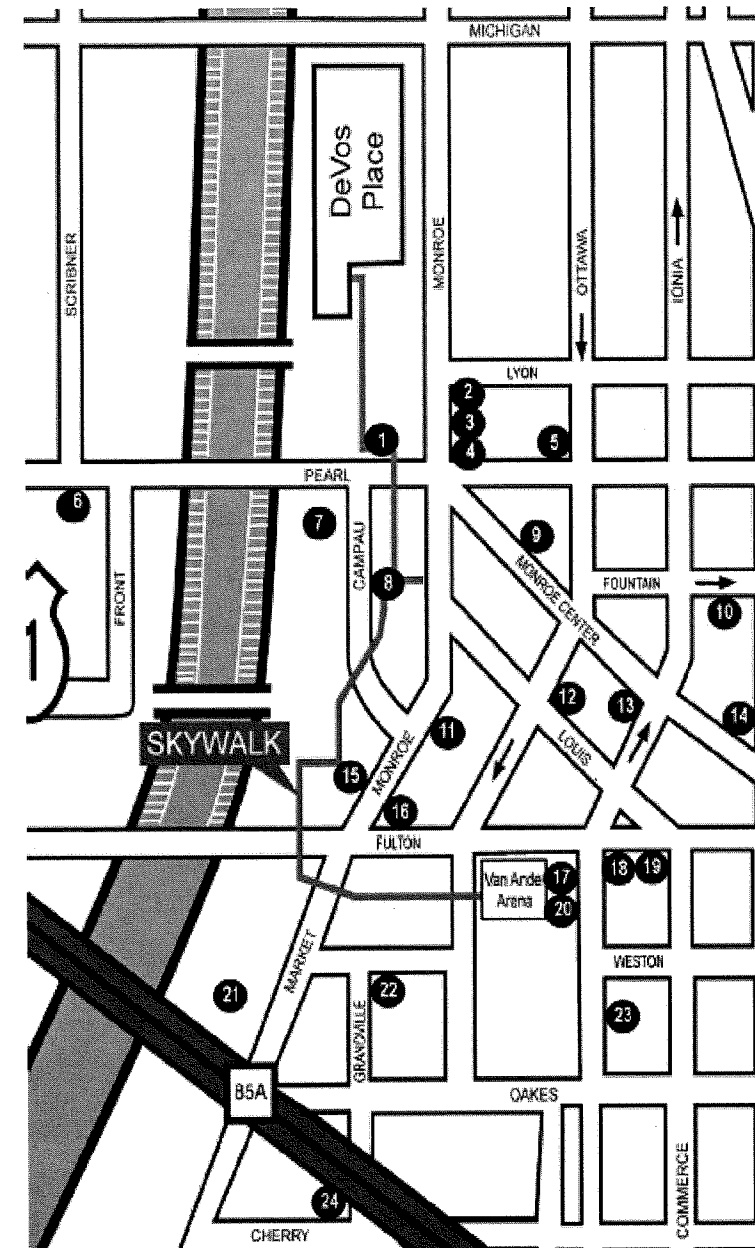 MICHIGAN
DeVos
Place
SCRIBNER
MONROE
OTTAWA
IONIA
LYON
2
3
4
5
1
PEARL
6
7
CAMPAU
8
9
FRONT
MONROE CENTER
FOUNTAIN
10
1
11
12
13
14
LOUIS
SKYWALK
15
MONROE
16
FULTON
Van Andel
Arena
17
18
19
20
WESTON
MARKET
21
22
GRANDVILLE
23
85A
OAKES
24
CHERRY
COMMERCE